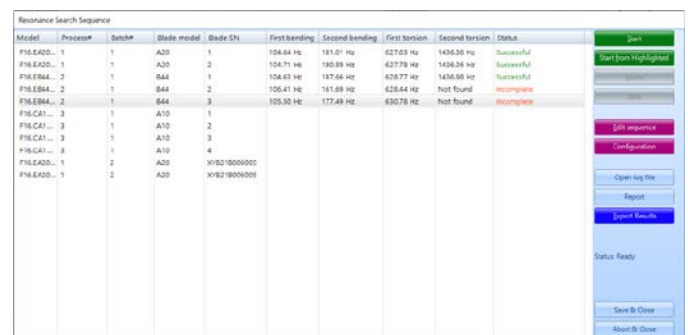 Resonance Search Sequence
Model Process# Batch# Blade model Blade SN First bending Second bending First torsion Second torsion Status
F16.EA20... 1 1 A20 1 104.64 Hz 181.01 Hz 627.63 Hz 1436.36 Hz Successful
F16.EA20... 1 1 A20 2 104.71 Hz 180.89 Hz 627.78 Hz 1436.36 Hz Successful
F16.EB44... 2 1 B44 1 104.63 Hz 187.66 Hz 628.77 Hz 1436.98 Hz Successful
F16.EB44... 2 1 B44 2 106.41 Hz 161.69 Hz 628.44 Hz Not found Incomplete
F16.EB44... 2 1 B44 3 105.50 Hz 177.49 Hz 630.78 Hz Not found Incomplete
F16.CA1... 3 1 A10 1
F16.CA1... 3 1 A10 2
F16.CA1... 3 1 A10 3
F16.CA1... 3 1 A10 4
F16.EA20... 1 2 A20
F16.EA20... 1 2 A20
Start
Start from Highlighted
Edit sequence
Configuration
Open log file
Report
Export Results
Status: Ready
Save & Close
Abort & Close